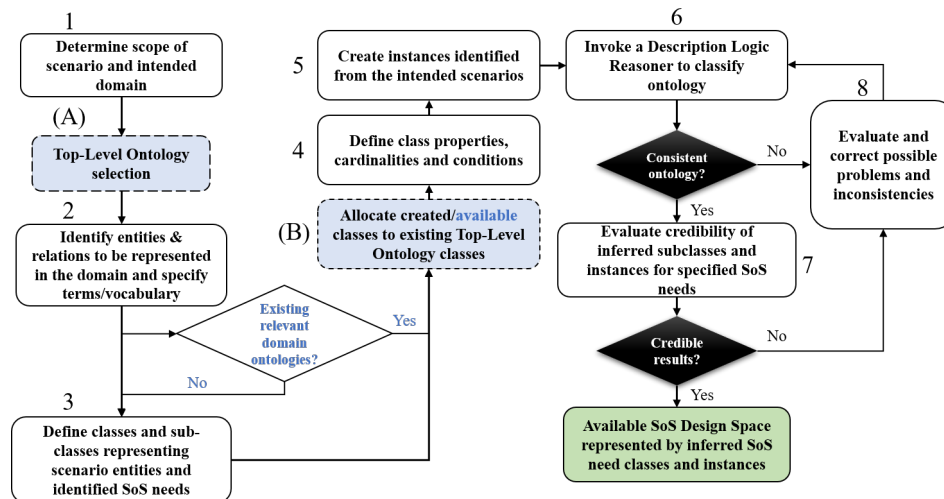 1
Determine scope of
scenario and intended
domain
(A)
Top-Level Ontology
selection
2
Identify entities &
relations to be represented
in the domain and specify
terms/vocabulary
Existing
relevant
domain
ontologies?
Yes
No
3
Define classes and sub-
classes representing
scenario entities and
identified SoS needs
(B)
Allocate created/available
classes to existing Top-Level
Ontology classes
4
Define class properties,
cardinalities and conditions
5
Create instances identified
from the intended scenarios
6
Invoke a Description Logic
Reasoner to classify
ontology
Consistent
ontology?
No
Yes
8
Evaluate and
correct possible
problems and
inconsistencies
Evaluate credibility of
inferred subclasses and
instances for specified SoS
needs
7
Credible
results?
No
Yes
Available SoS Design Space
represented by inferred SoS
need classes and instances